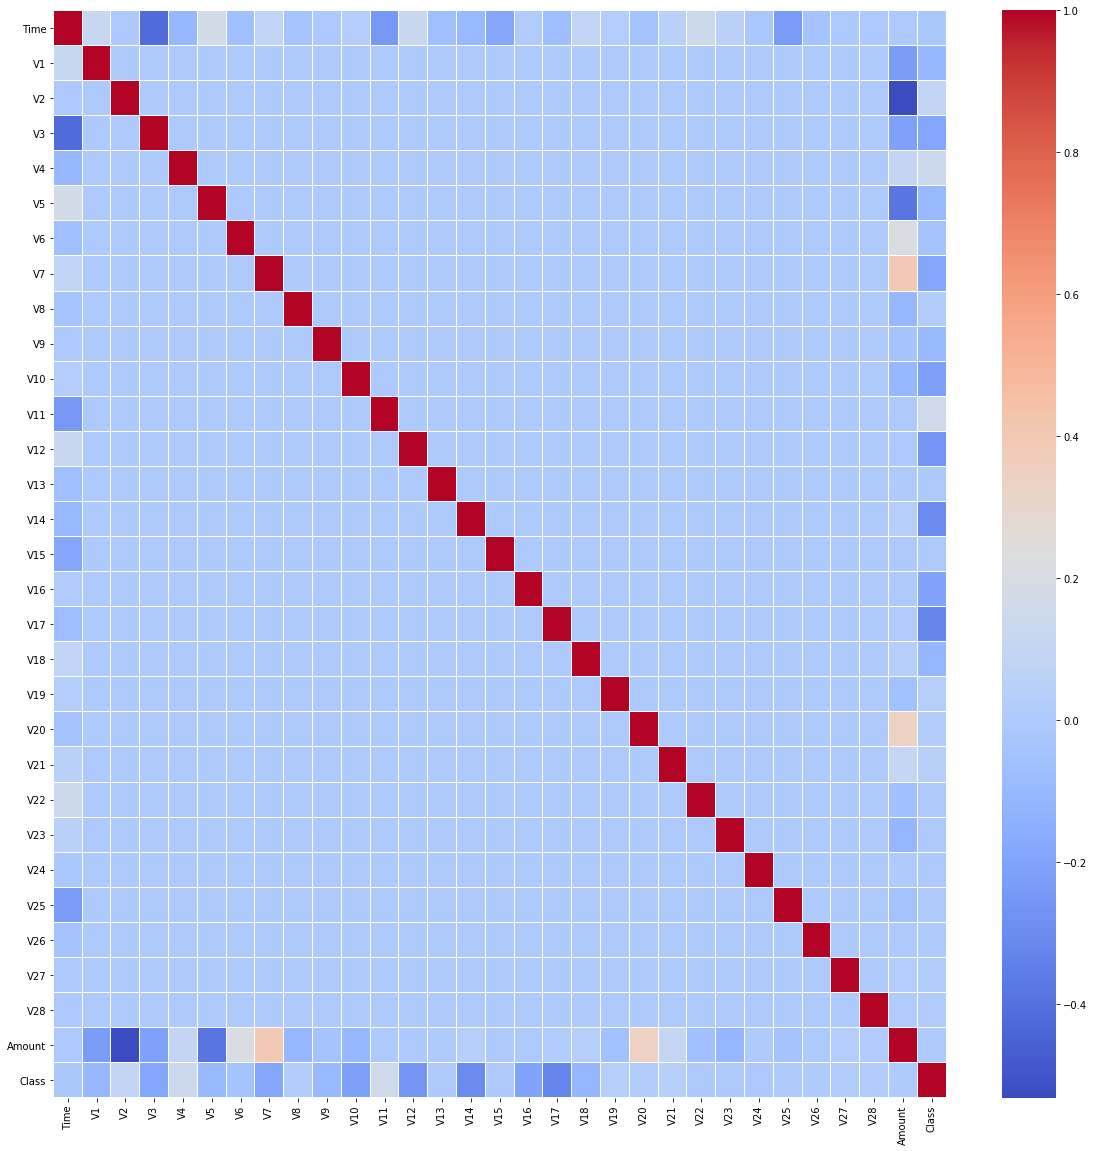 Time
V1
V2
V3
V4
V5
V6
V7
V8
V9
V10
V11
V12
V13
V14
V15
V16
V17
V18
V19
V20
V21
V22
V23
V24
V25
V26
V27
V28
Amount
Class
Time
V1
V2
V3
V4
V5
V6
V7
V8
V9
V10
V11
V12
V13
V14
V15
V16
V17
V18
V19
V20
V21
V22
V23
V24
V25
V26
V27
V28
Amount
Class
1.0
0.8
0.6
0.4
0.2
0.0
−0.2
−0.4